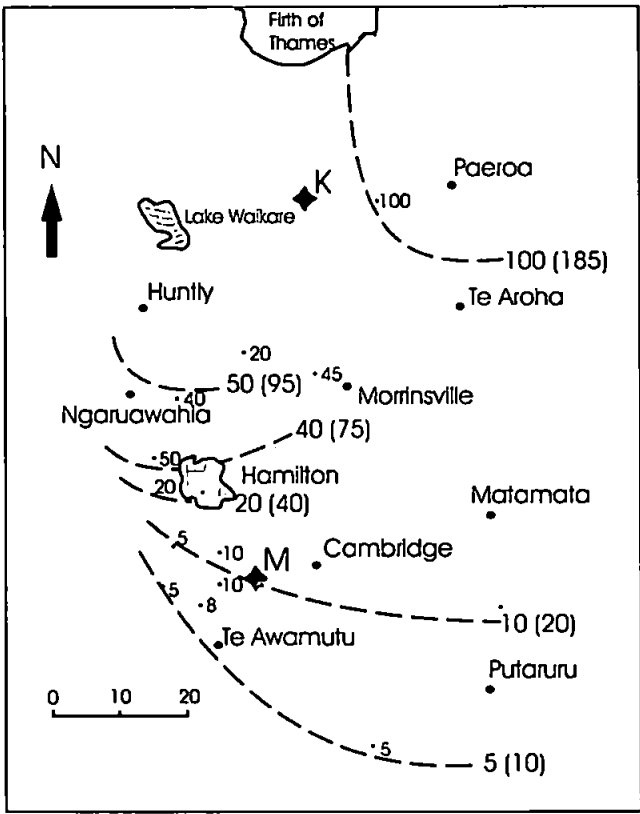 Firth of
Thames
N
K
Paeroa
100
Lake Waikare
100 (185)
Huntly
Te Aroha
20
45
50 (95)
40
Morrinsville
Ngaruawahia
40 (75)
50
Hamilton
20
20 (40)
Matamata
5
10
M
Cambridge
10
5
8
10 (20)
Te Awamutu
Putaruru
0 10 20
5
5 (10)